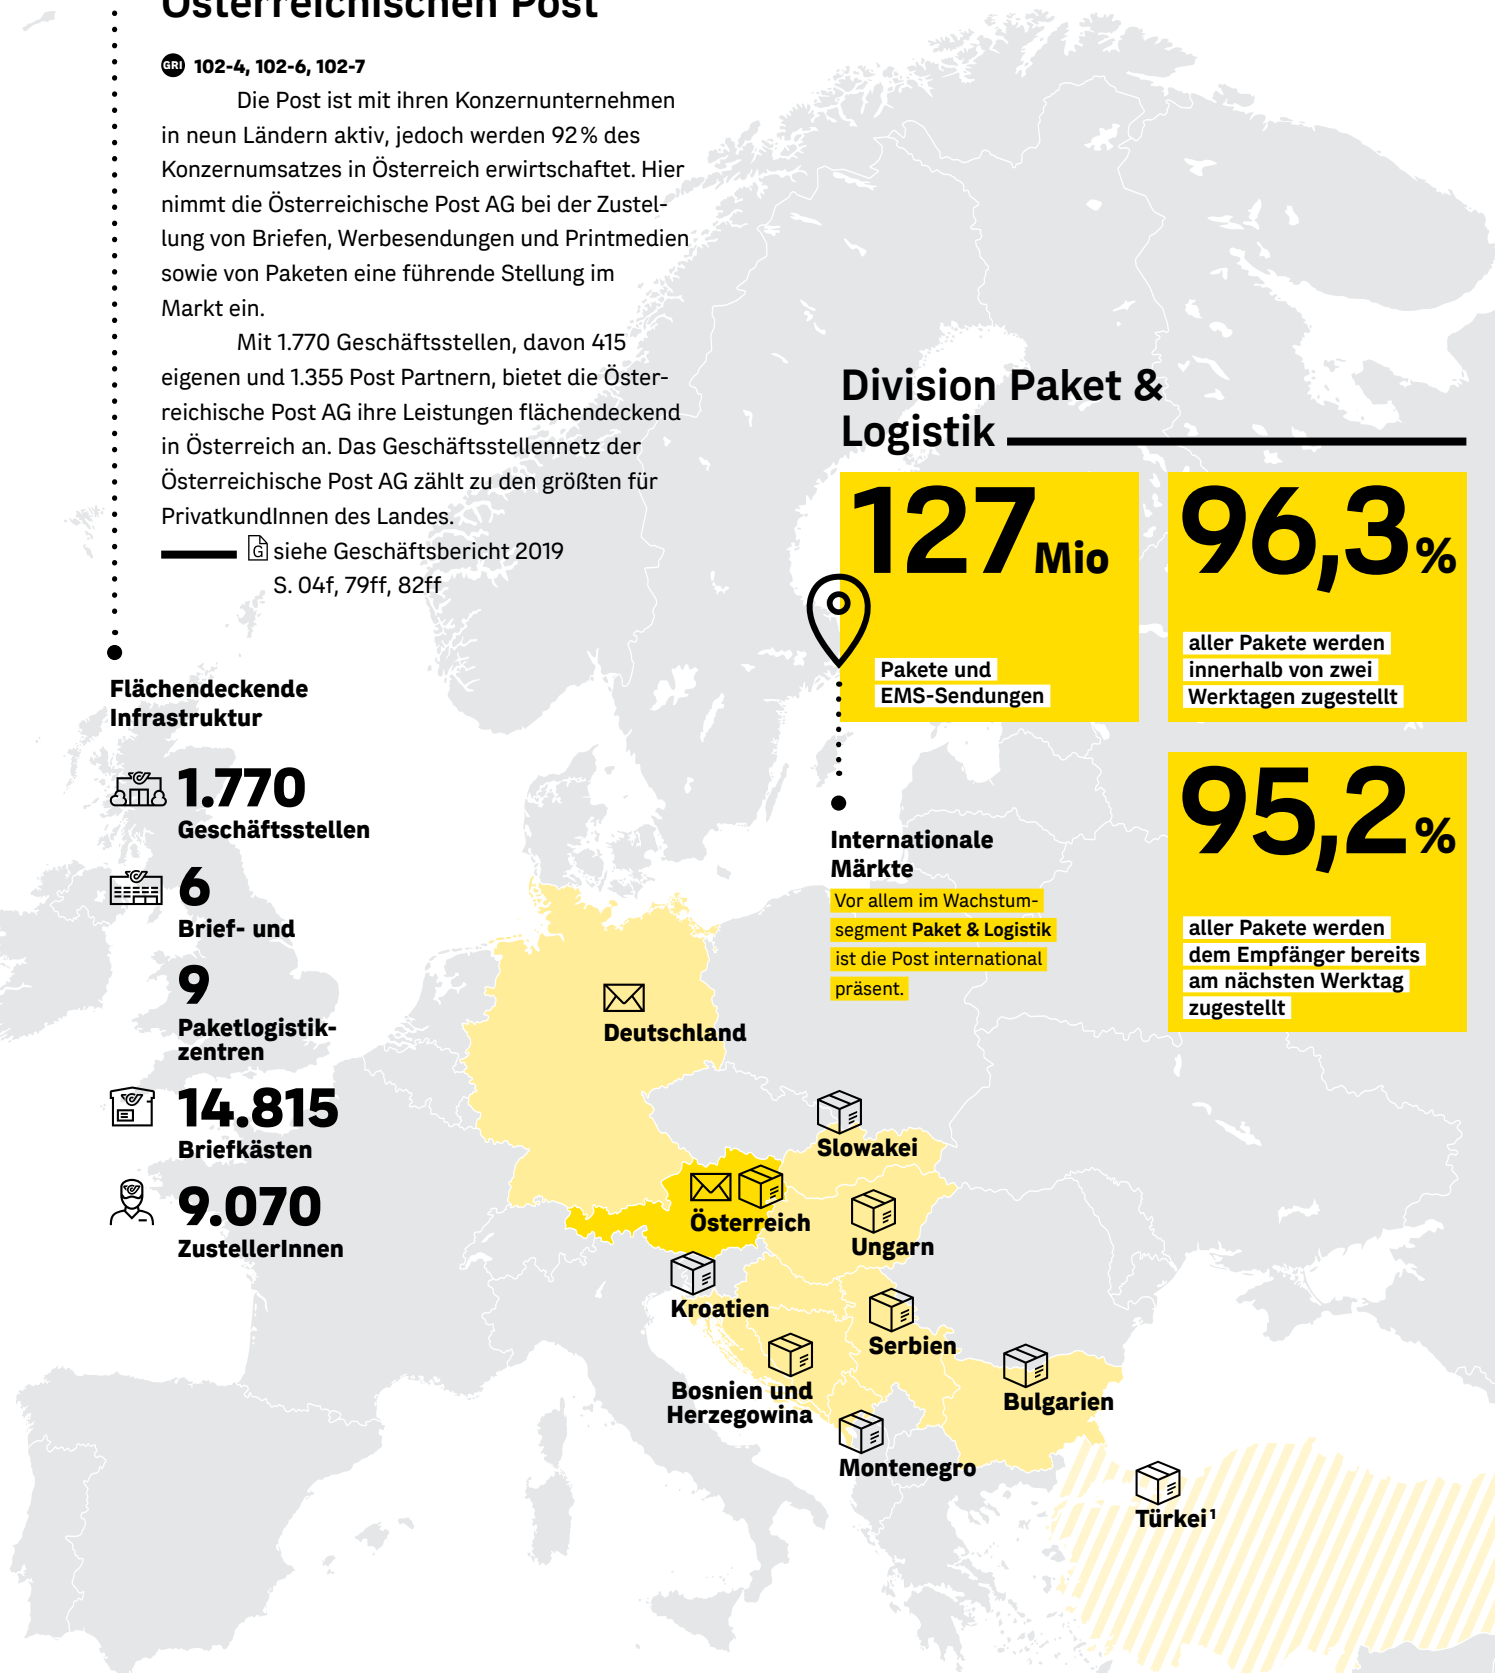 Österreichischen Post
GRI 102-4, 102-6, 102-7
Die Post ist mit ihren Konzernunternehmen
in neun Ländern aktiv, jedoch werden 92 % des
Konzernumsatzes in Österreich erwirtschaftet. Hier
nimmt die Österreichische Post AG bei der Zustel-
lung von Briefen, Werbesendungen und Printmedien
sowie von Paketen eine führende Stellung im
Markt ein.
Mit 1.770 Geschäftsstellen, davon 415
eigenen und 1.355 Post Partnern, bietet die Öster-
reichische Post AG ihre Leistungen flächendeckend
in Österreich an. Das Geschäftsstellennetz der
Österreichische Post AG zählt zu den größten für
PrivatkundInnen des Landes.
G siehe Geschäftsbericht 2019
S. 04f, 79ff, 82ff
Flächendeckende
Infrastruktur
1.770
Geschäftsstellen
6
Brief- und
9
Paketlogistik-
zentren
14.815
Briefkästen
9.070
ZustellerInnen
Division Paket &
Logistik
127 Mio
Pakete und
EMS-Sendungen
96,3 %
aller Pakete werden
innerhalb von zwei
Werktagen zugestellt
95,2 %
aller Pakete werden
dem Empfänger bereits
am nächsten Werktag
zugestellt
Internationale
Märkte
Vor allem im Wachstum-
segment Paket & Logistik
ist die Post international
präsent.
Deutschland
Slowakei
Österreich
Ungarn
Kroatien
Serbien
Bosnien und
Herzegowina
Bulgarien
Montenegro
Türkei ¹